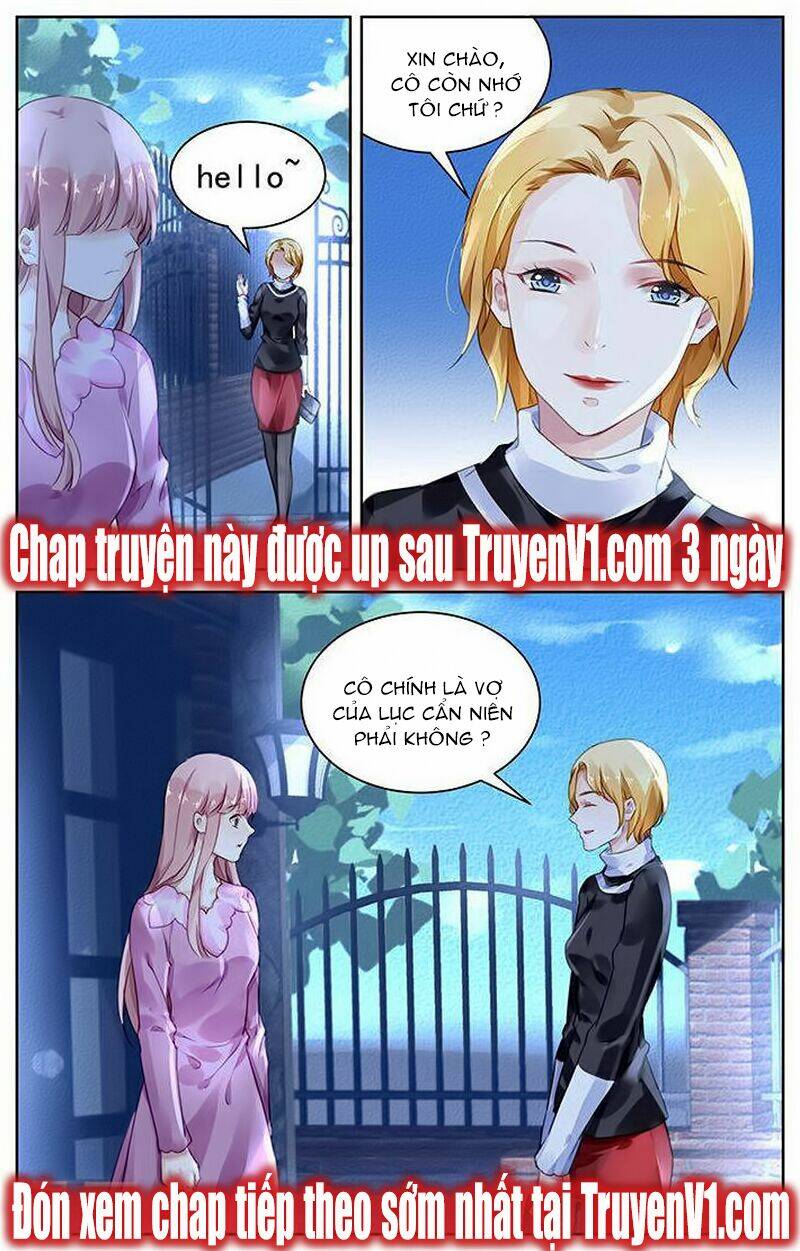 hello~
XIN CHÀO,
CÔ CÒN NHỚ
TÔI CHỨ ?
Chap truyện này được up sau TruyenV1.com 3 ngày
CÔ CHÍNH LÀ VỢ
CỦA LỤC CẨN NIÊN
PHẢI KHÔNG ?
Đón xem chap tiếp theo sớm nhất tại TruyenV1.com